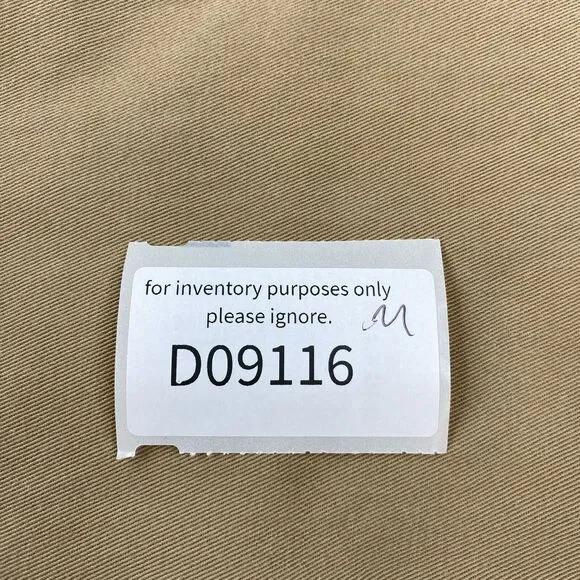 for inventory purposes only
please ignore.
M
D09116